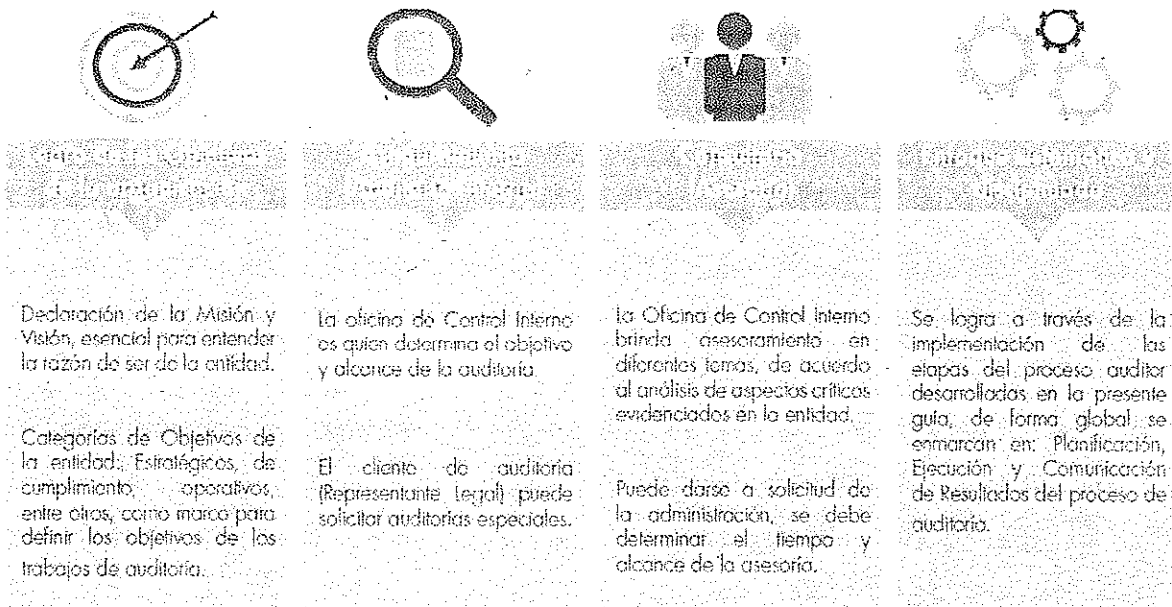 Declaración de la Misión y
Visión, esencial para entender
la razón de ser de la entidad.
Categorías de Objetivos de
la entidad: Estratégicos, de
cumplimiento, operativos,
entre otros, como marco para
definir los objetivos de los
trabajos de auditoría.
La oficina de Control Interno
es quien determina el objetivo
y alcance de la auditoría.
El cliente de auditoría
(Representante Legal) puede
solicitar auditorías especiales.
La Oficina de Control Interno
brinda asesoramiento en
diferentes temas, de acuerdo
al análisis de aspectos críticos
evidenciados en la entidad.
Puede darse a solicitud de
la administración, se debe
determinar el tiempo y
alcance de la asesoría.
Se logra a través de la
implementación de las
etapas del proceso auditor
desarrolladas en la presente
guía, de forma global se
enmarcan en: Planificación,
Ejecución y Comunicación
de Resultados del proceso de
auditoría.